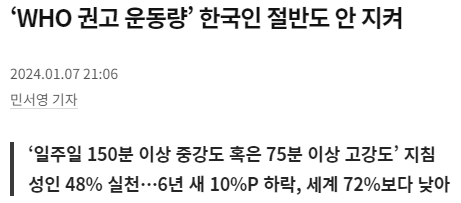 ‘WHO 권고 운동량’ 한국인 절반도 안 지켜
2024.01.07 21:06
민서영 기자
‘일주일 150분 이상 중강도 혹은 75분 이상 고강도’ 지침
성인 48% 실천…6년 새 10%P 하락, 세계 72%보다 낮아